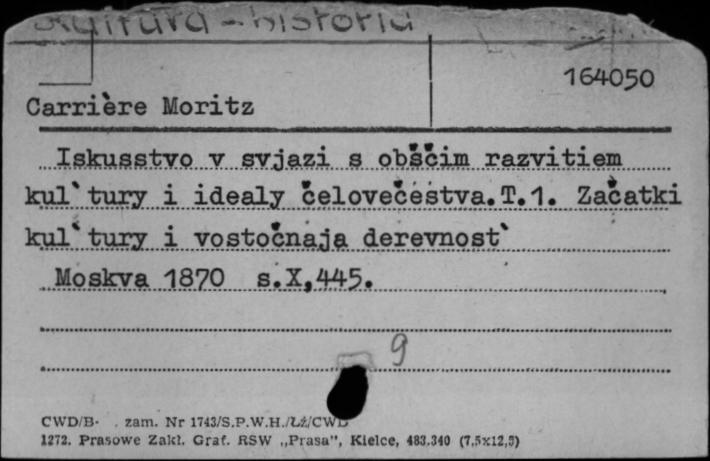 Kultura - historia
164050
Carrière Moritz
Iskusstvo v svjazi s obščim razvitiem
kul`tury i idealy čelovečestva.T.1. Začatki
kul`tury i vostočnaja derevnost`
Moskva 1870 s.X,445.
9
CWD/B- . zam. Nr 1743/S.P.W.H./Łź/CWD
1272. Prasowe Zakł. Graf. RSW „Prasa”, Kielce, 483.340 (7,5x12,5)